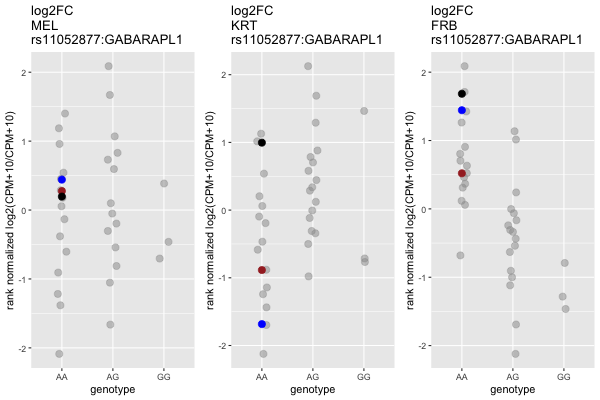 log2FC
MEL
rs11052877:GABARAPL1
rank normalized log2(CPM+10/CPM+10)
2
1
0
-1
-2
AA
AG
GG
genotype
log2FC
KRT
rs11052877:GABARAPL1
rank normalized log2(CPM+10/CPM+10)
2
1
0
-1
-2
AA
AG
GG
genotype
log2FC
FRB
rs11052877:GABARAPL1
rank normalized log2(CPM+10/CPM+10)
2
1
0
-1
-2
AA
AG
GG
genotype